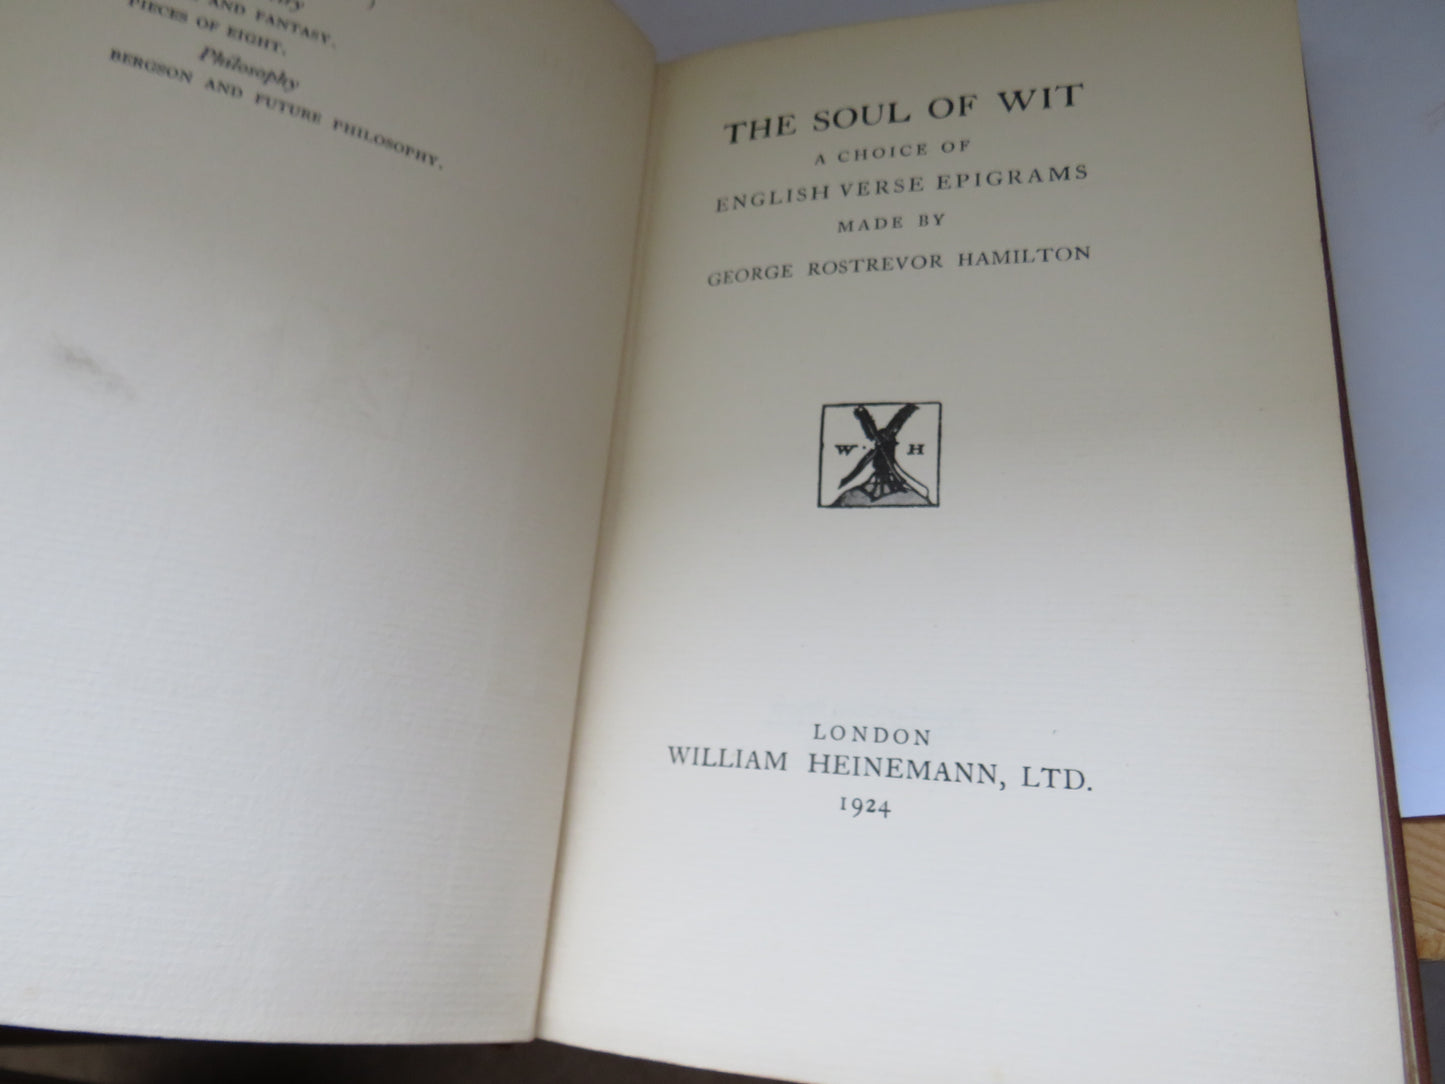 AND FANTASY.
PIECES OF EIGHT.
Philosophy
BERGSON AND FUTURE PHILOSOPHY.
THE SOUL OF WIT
A CHOICE OF
ENGLISH VERSE EPIGRAMS
MADE BY
GEORGE ROSTREVOR HAMILTON
W · H
LONDON
WILLIAM HEINEMANN, LTD.
1924